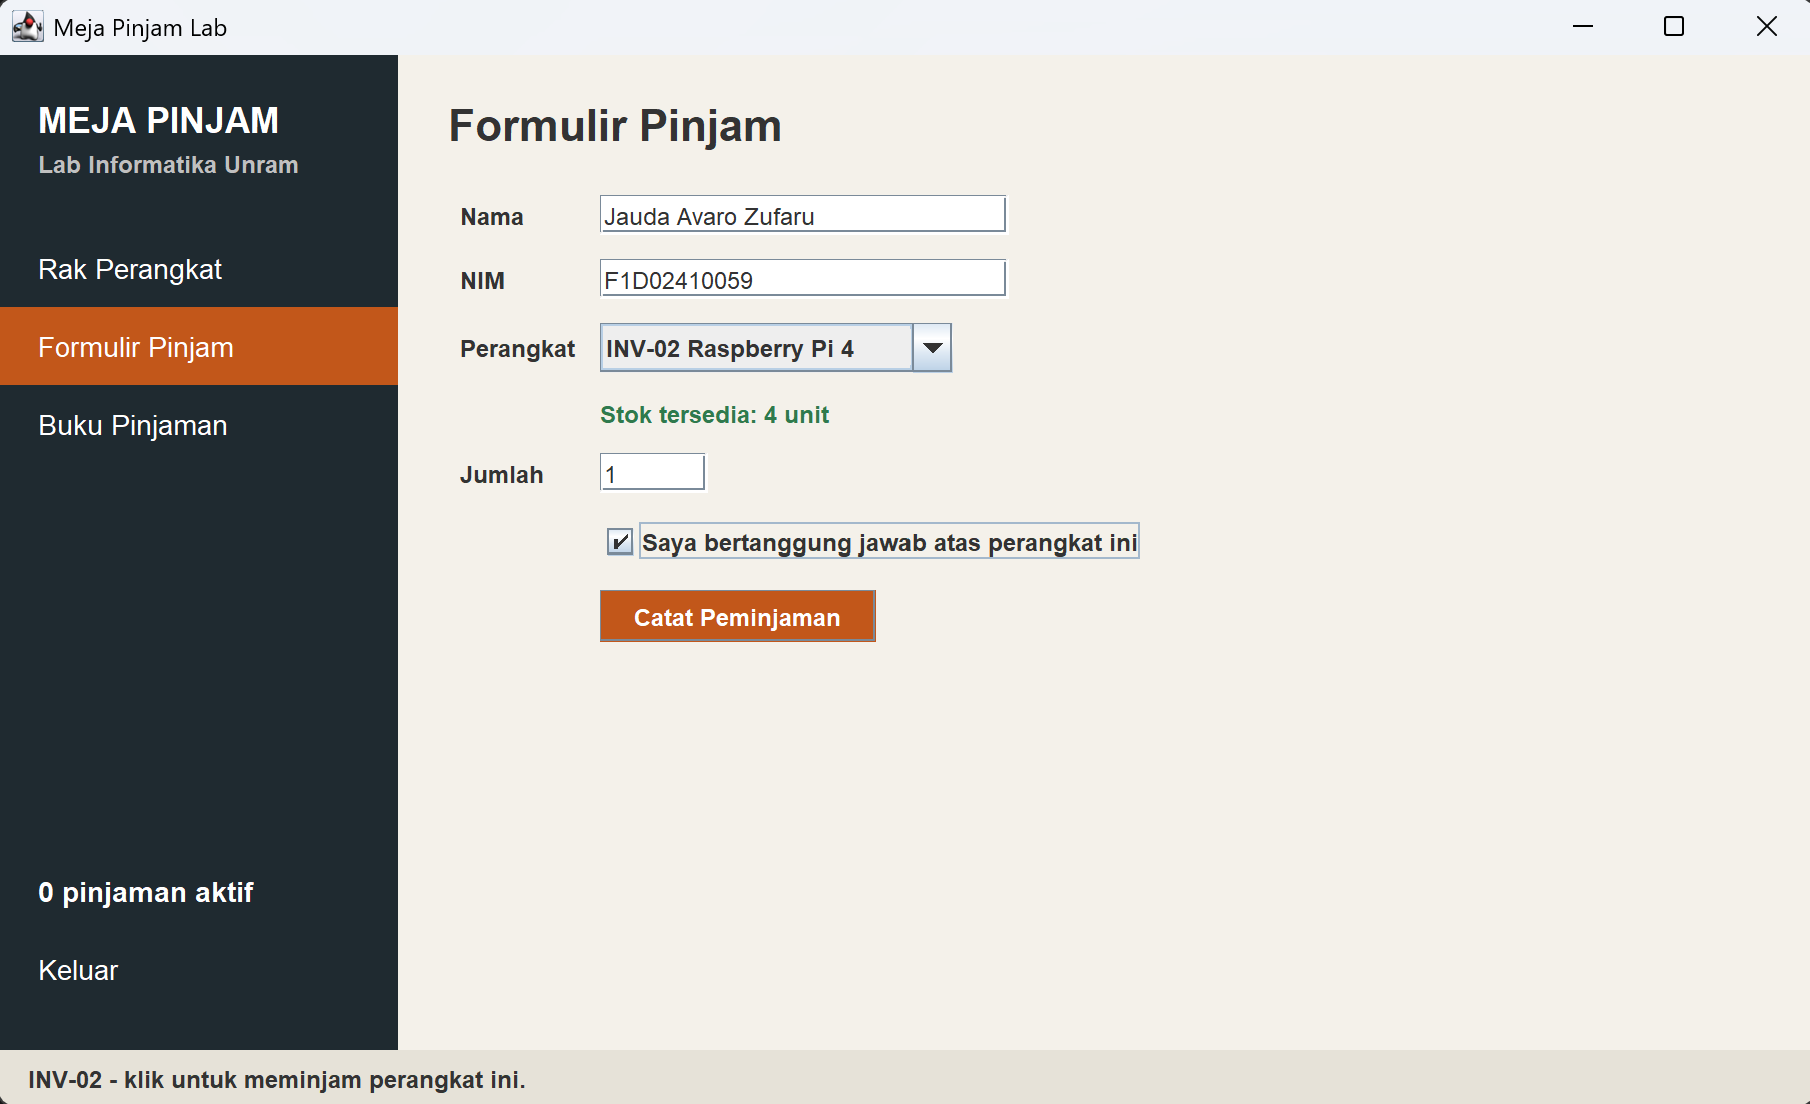 Meja Pinjam Lab
MEJA PINJAM
Lab Informatika Unram
Rak Perangkat
Formulir Pinjam
Buku Pinjaman
0 pinjaman aktif
Keluar
Formulir Pinjam
Nama Jauda Avaro Zufaru
NIM F1D02410059
Perangkat INV-02 Raspberry Pi 4
Stok tersedia: 4 unit
Jumlah 1
Saya bertanggung jawab atas perangkat ini
Catat Peminjaman
INV-02 - klik untuk meminjam perangkat ini.